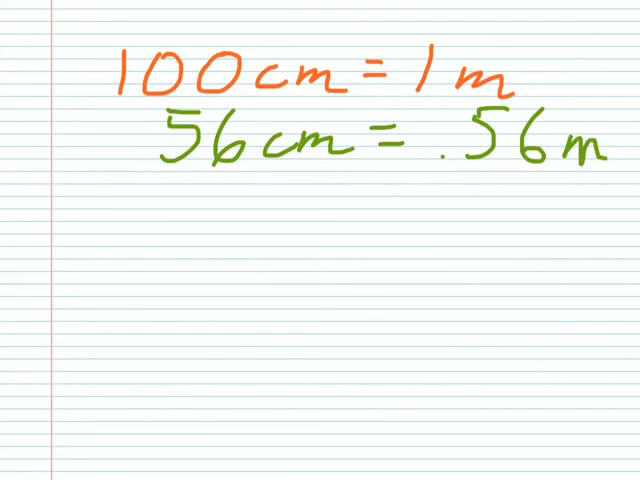 100cm = 1m
56cm = .56m